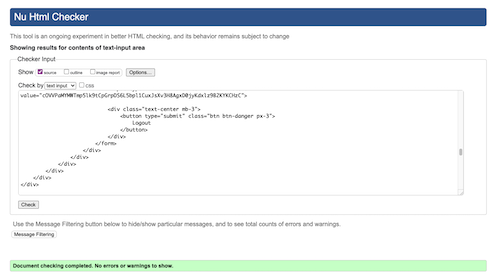 Nu Html Checker
This tool is an ongoing experiment in better HTML checking, and its behavior remains subject to change
Showing results for contents of text-input area
Checker Input
Show source outline image report Options...
Check by text input css
<div class="text-center mb-3">
<button type="submit" class="btn btn-danger px-3">
Logout
</button>
</div>
</form>
</div>
</div>
</div>
</div>
</div>
</div>
Check
Use the Message Filtering button below to hide/show particular messages, and to see total counts of errors and warnings.
Message Filtering
Document checking completed. No errors or warnings to show.